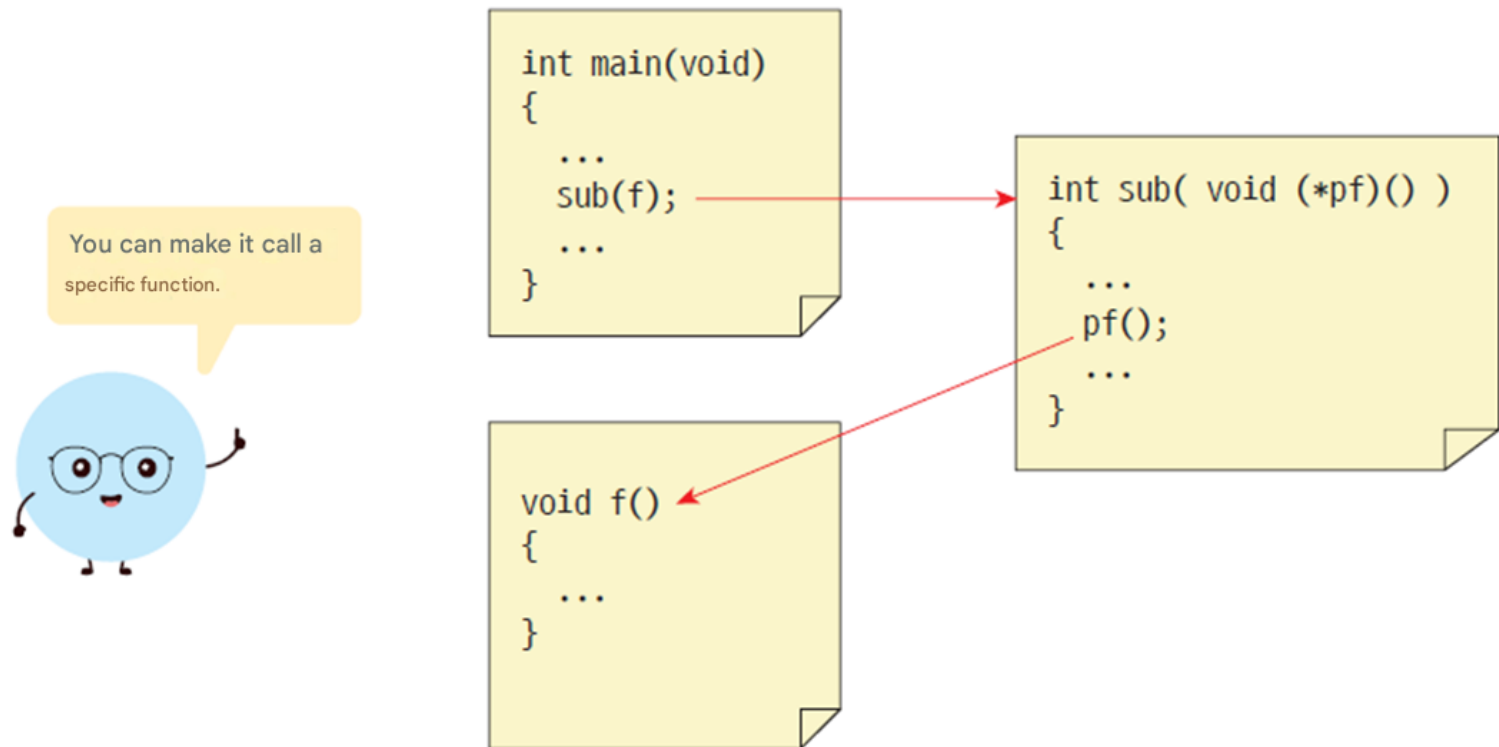 You can make it call a
specific function.
int main(void)
{
...
sub(f);
...
}
int sub( void (*pf)() )
{
...
pf();
...
}
void f()
{
...
}